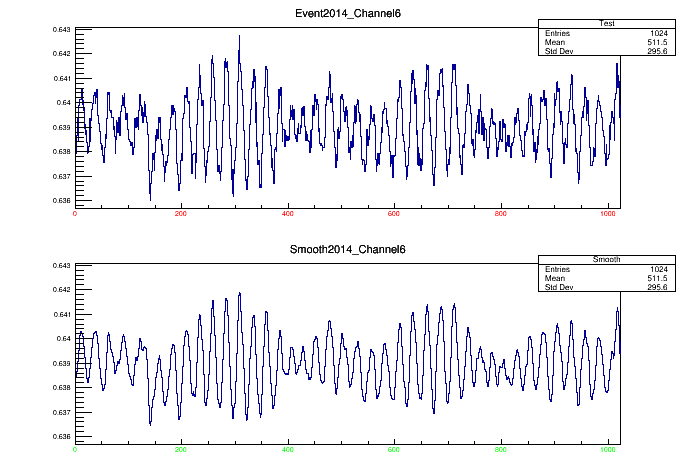 Event2014_Channel6
Test
Entries 1024
Mean 511.5
Std Dev 295.6
0.643
0.642
0.641
0.64
0.639
0.638
0.637
0.636
0 200 400 600 800 1000
Smooth2014_Channel6
Smooth
Entries 1024
Mean 511.5
Std Dev 295.6
0.643
0.642
0.641
0.64
0.639
0.638
0.637
0.636
0 200 400 600 800 1000